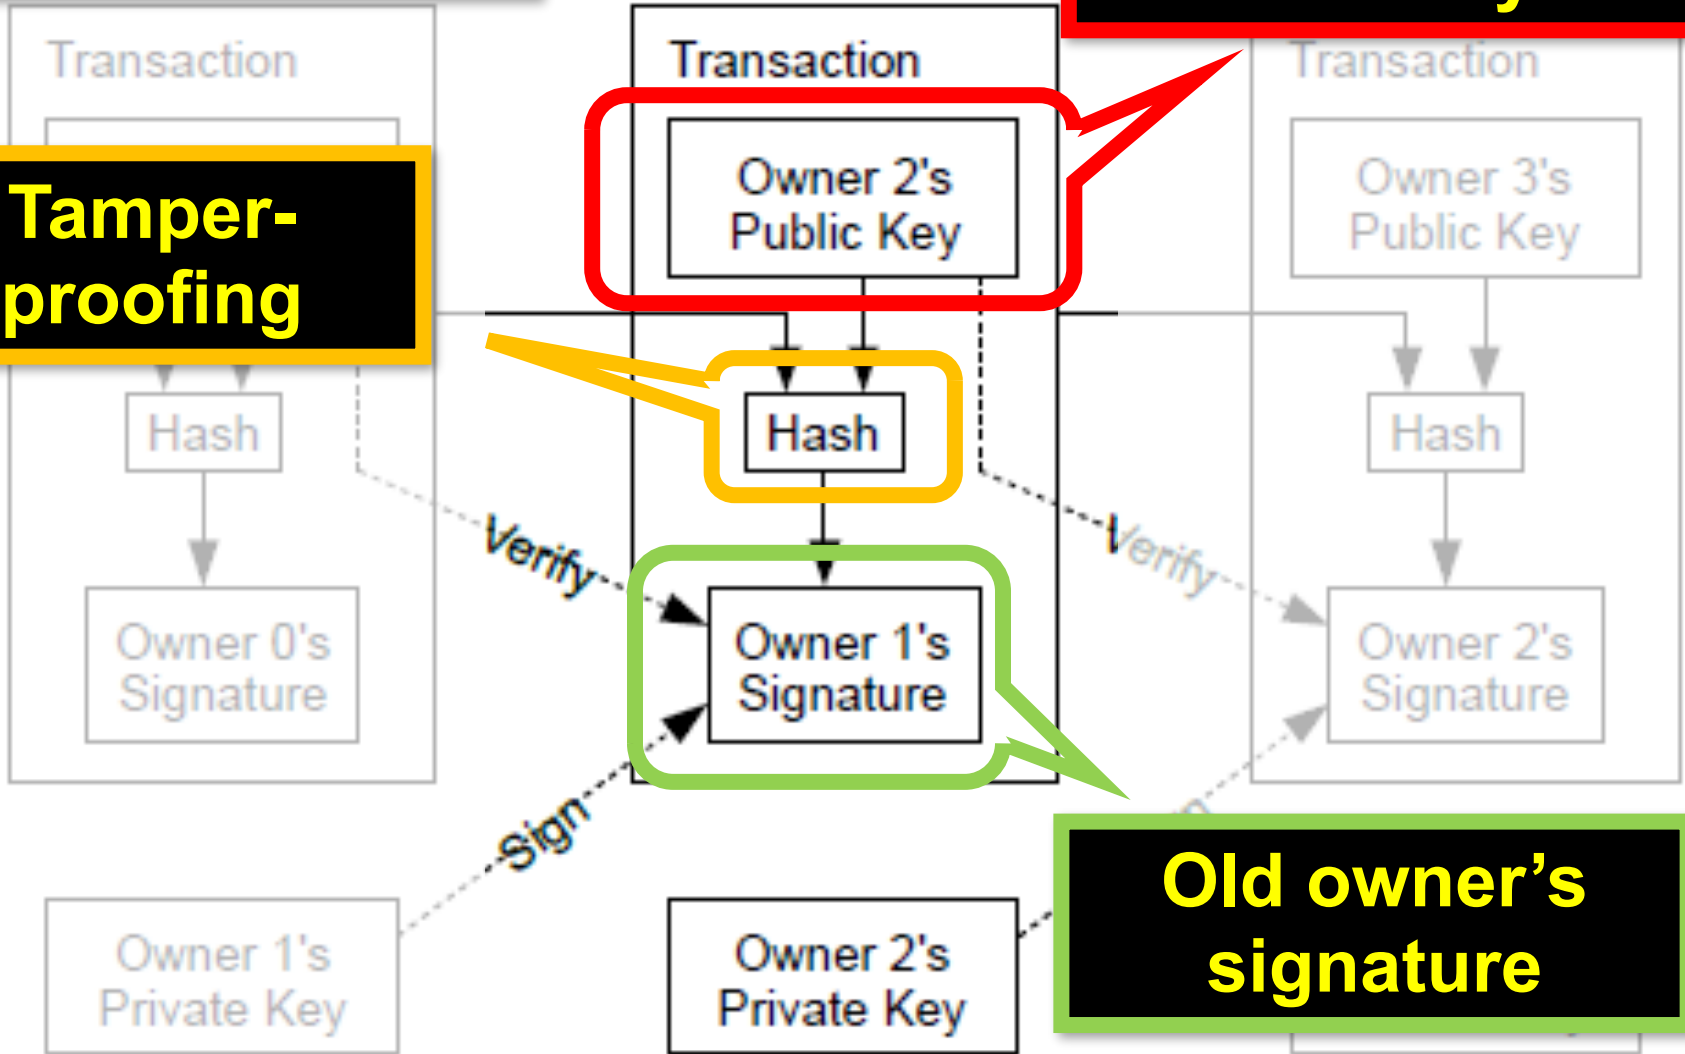 Transaction
Transaction
Transaction
Tamper-
proofing
Owner 2's
Public Key
Owner 3's
Public Key
Hash
Hash
Hash
Verify
Verify
Owner 0's
Signature
Owner 1's
Signature
Owner 2's
Signature
Sign
Old owner’s
signature
Owner 1's
Private Key
Owner 2's
Private Key